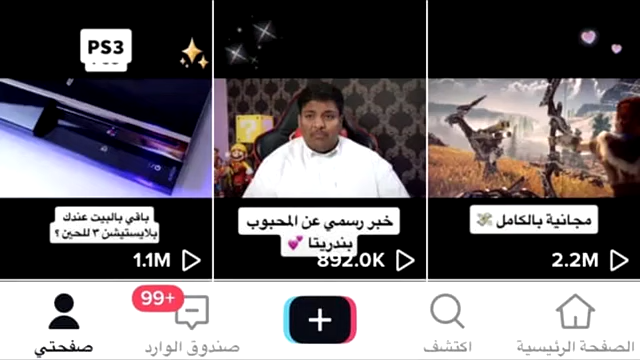 PS3
باقي بالبيت عندك
بلايستيشن ٣ للحين ؟
1.1M
خبر رسمي عن المحبوب
بندريتا 💕
892.0K
مجانية بالكامل 💸
2.2M
99+
الصفحة الرئيسية
اكتشف
صندوق الوارد
صفحتي